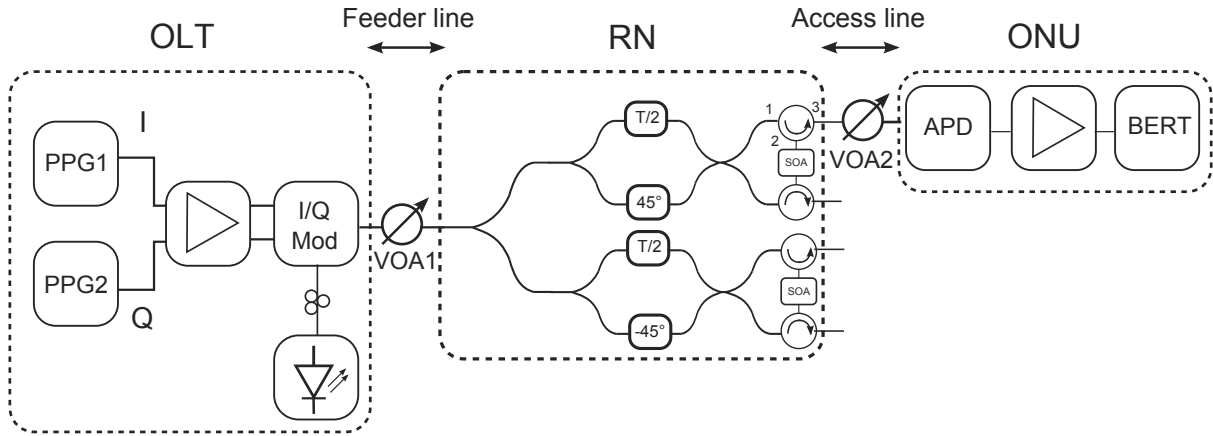 Feeder line
Access line
OLT
RN
ONU
I
PPG1
PPG2
Q
I/Q
Mod
VOA1
T/2
45°
T/2
-45°
1
3
2
SOA
SOA
VOA2
APD
BERT